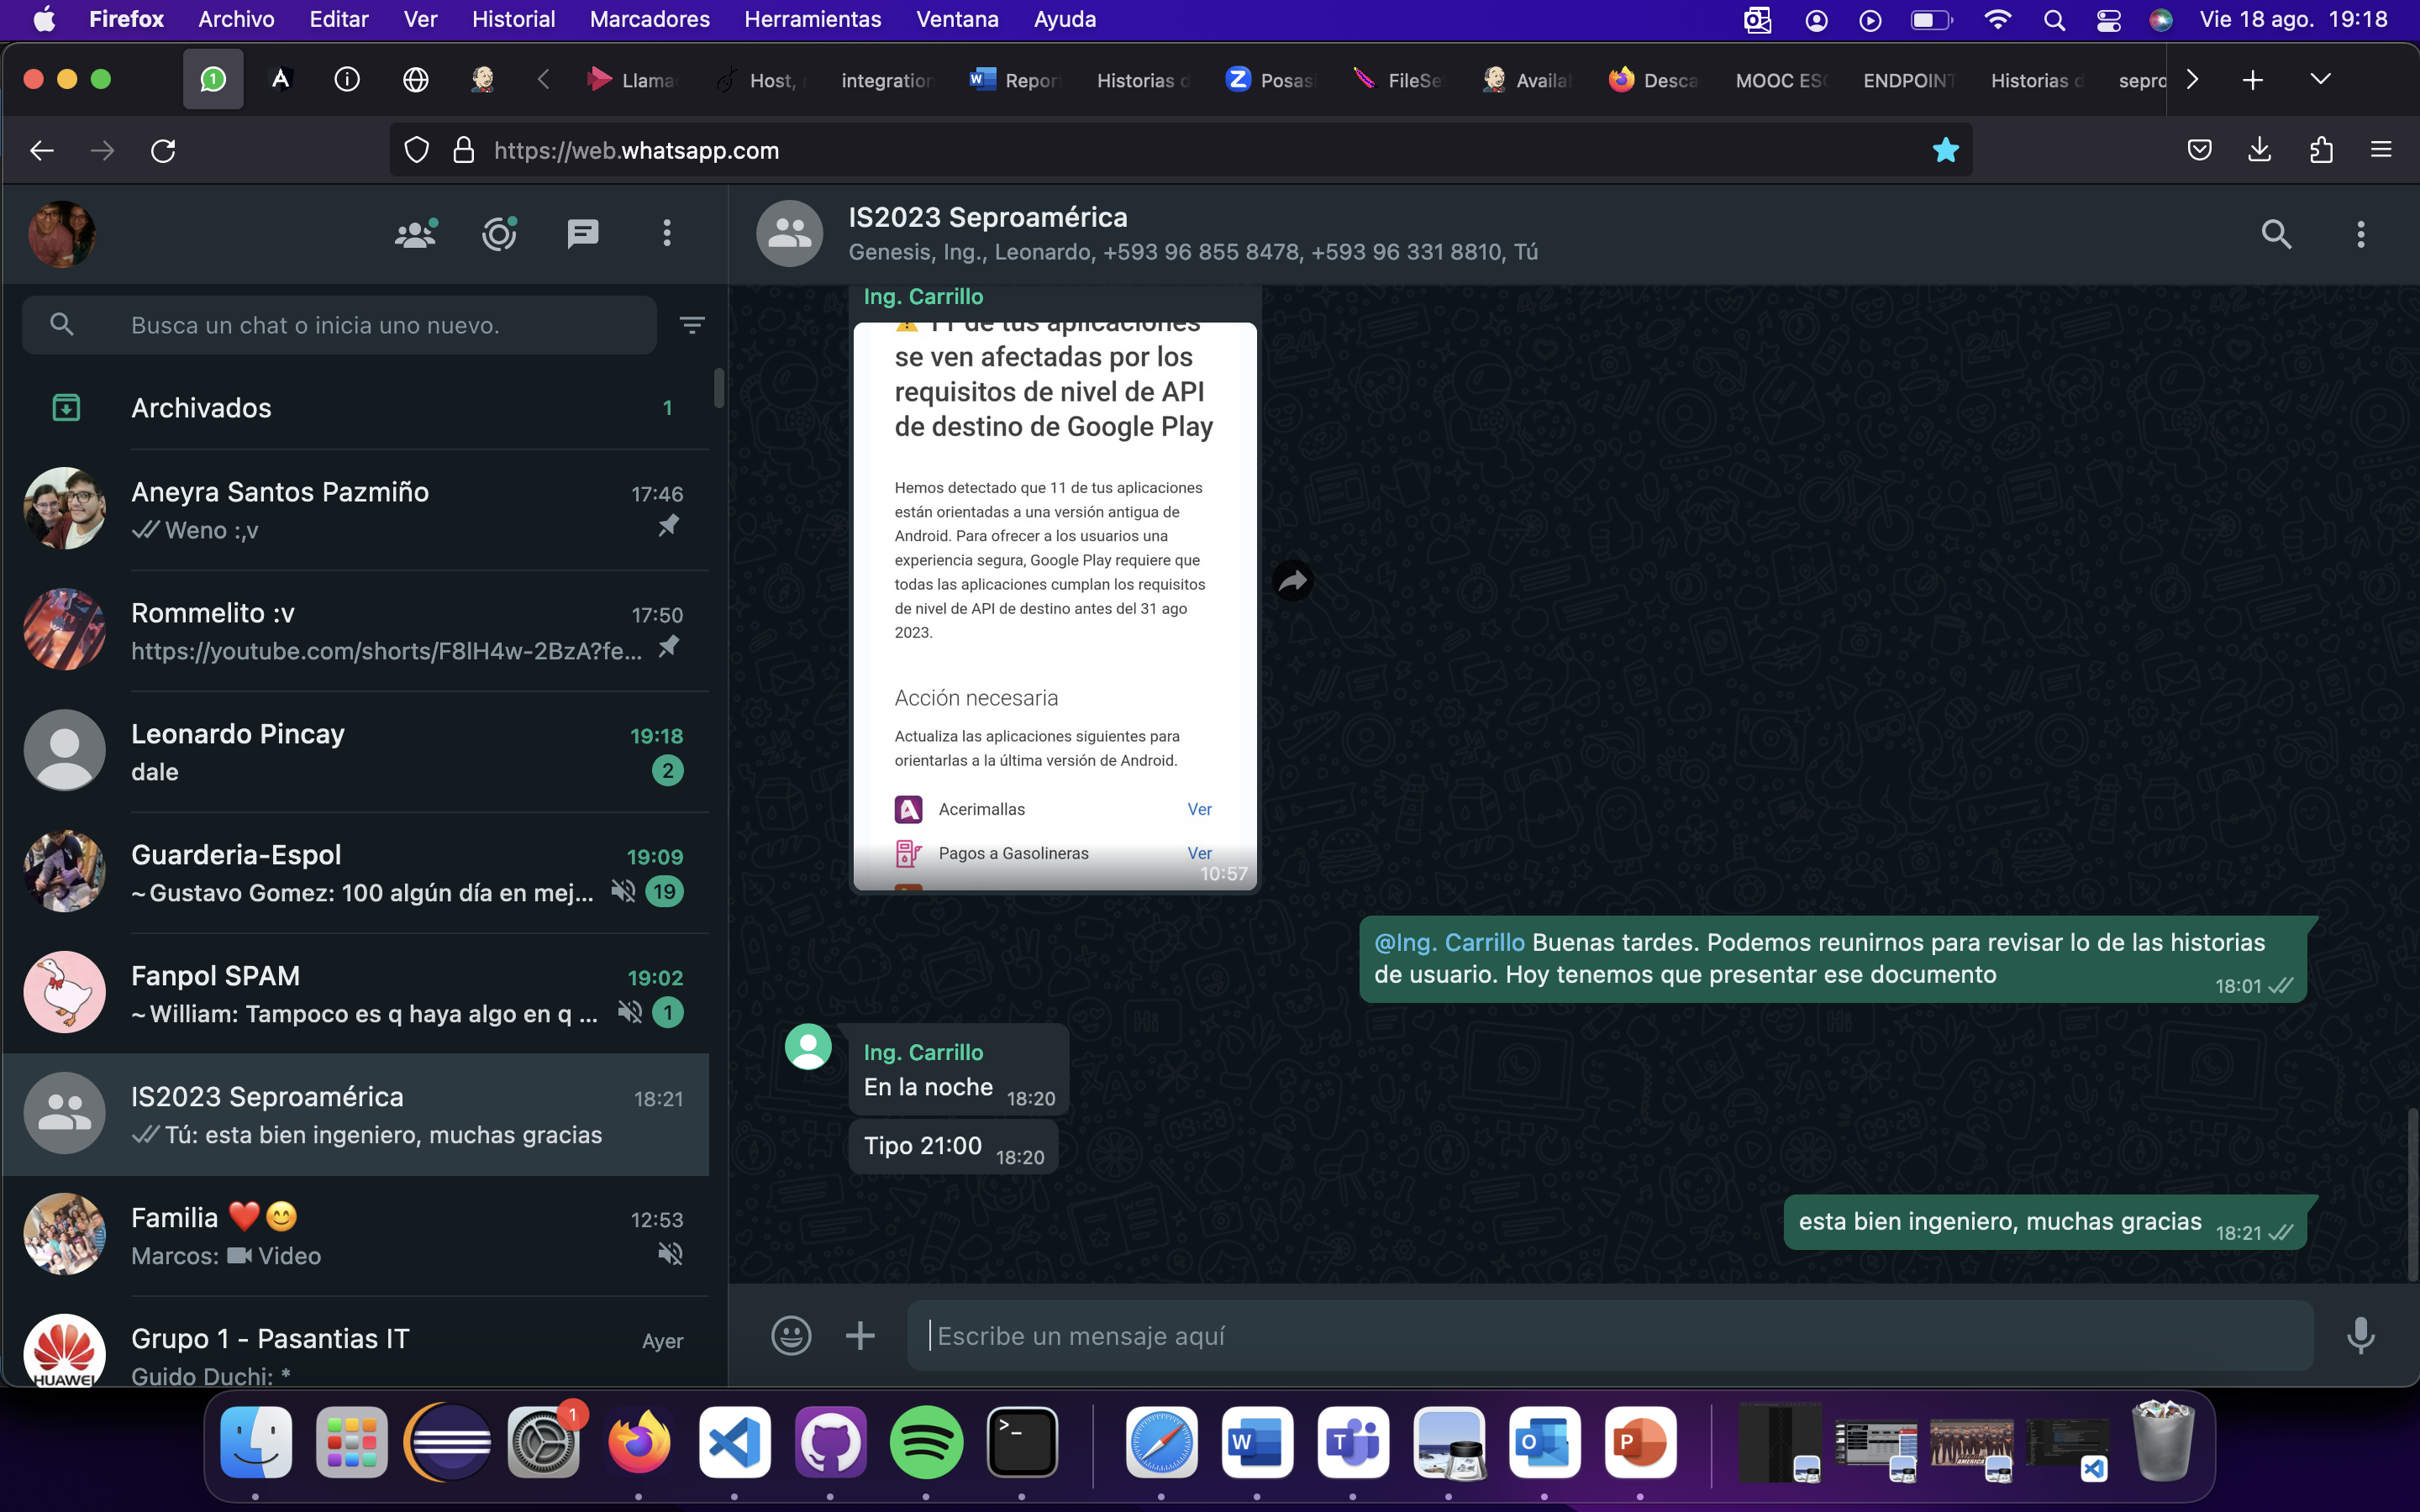 Firefox Archivo Editar Ver Historial Marcadores Herramientas Ventana Ayuda Vie 18 ago. 19:18
1 Llama Host, integration Repor Historias d Posas FileSe Availa Desca MOOC ESC ENDPOINT Historias d sepro
https://web.whatsapp.com
IS2023 Seproamérica
Genesis, Ing., Leonardo, +593 96 855 8478, +593 96 331 8810, Tú
Busca un chat o inicia uno nuevo.
Archivados 1
Aneyra Santos Pazmiño 17:46
Weno :,v
Rommelito :v 17:50
https://youtube.com/shorts/F8lH4w-2BzA?fe...
Leonardo Pincay 19:18
dale 2
Guarderia-Espol 19:09
~ Gustavo Gomez: 100 algún día en mej... 19
Fanpol SPAM 19:02
~ William: Tampoco es q haya algo en q ... 1
IS2023 Seproamérica 18:21
Tú: esta bien ingeniero, muchas gracias
Familia ❤️😊 12:53
Marcos: Video
Grupo 1 - Pasantias IT Ayer
Guido Duchi: *
HUAWEI
Ing. Carrillo
11 de tus aplicaciones
se ven afectadas por los
requisitos de nivel de API
de destino de Google Play
Hemos detectado que 11 de tus aplicaciones
están orientadas a una versión antigua de
Android. Para ofrecer a los usuarios una
experiencia segura, Google Play requiere que
todas las aplicaciones cumplan los requisitos
de nivel de API de destino antes del 31 ago
2023.
Acción necesaria
Actualiza las aplicaciones siguientes para
orientarlas a la última versión de Android.
Acerimallas Ver
Pagos a Gasolineras Ver
10:57
@Ing. Carrillo Buenas tardes. Podemos reunirnos para revisar lo de las historias
de usuario. Hoy tenemos que presentar ese documento 18:01
Ing. Carrillo
En la noche 18:20
Tipo 21:00 18:20
esta bien ingeniero, muchas gracias 18:21
Escribe un mensaje aquí
1